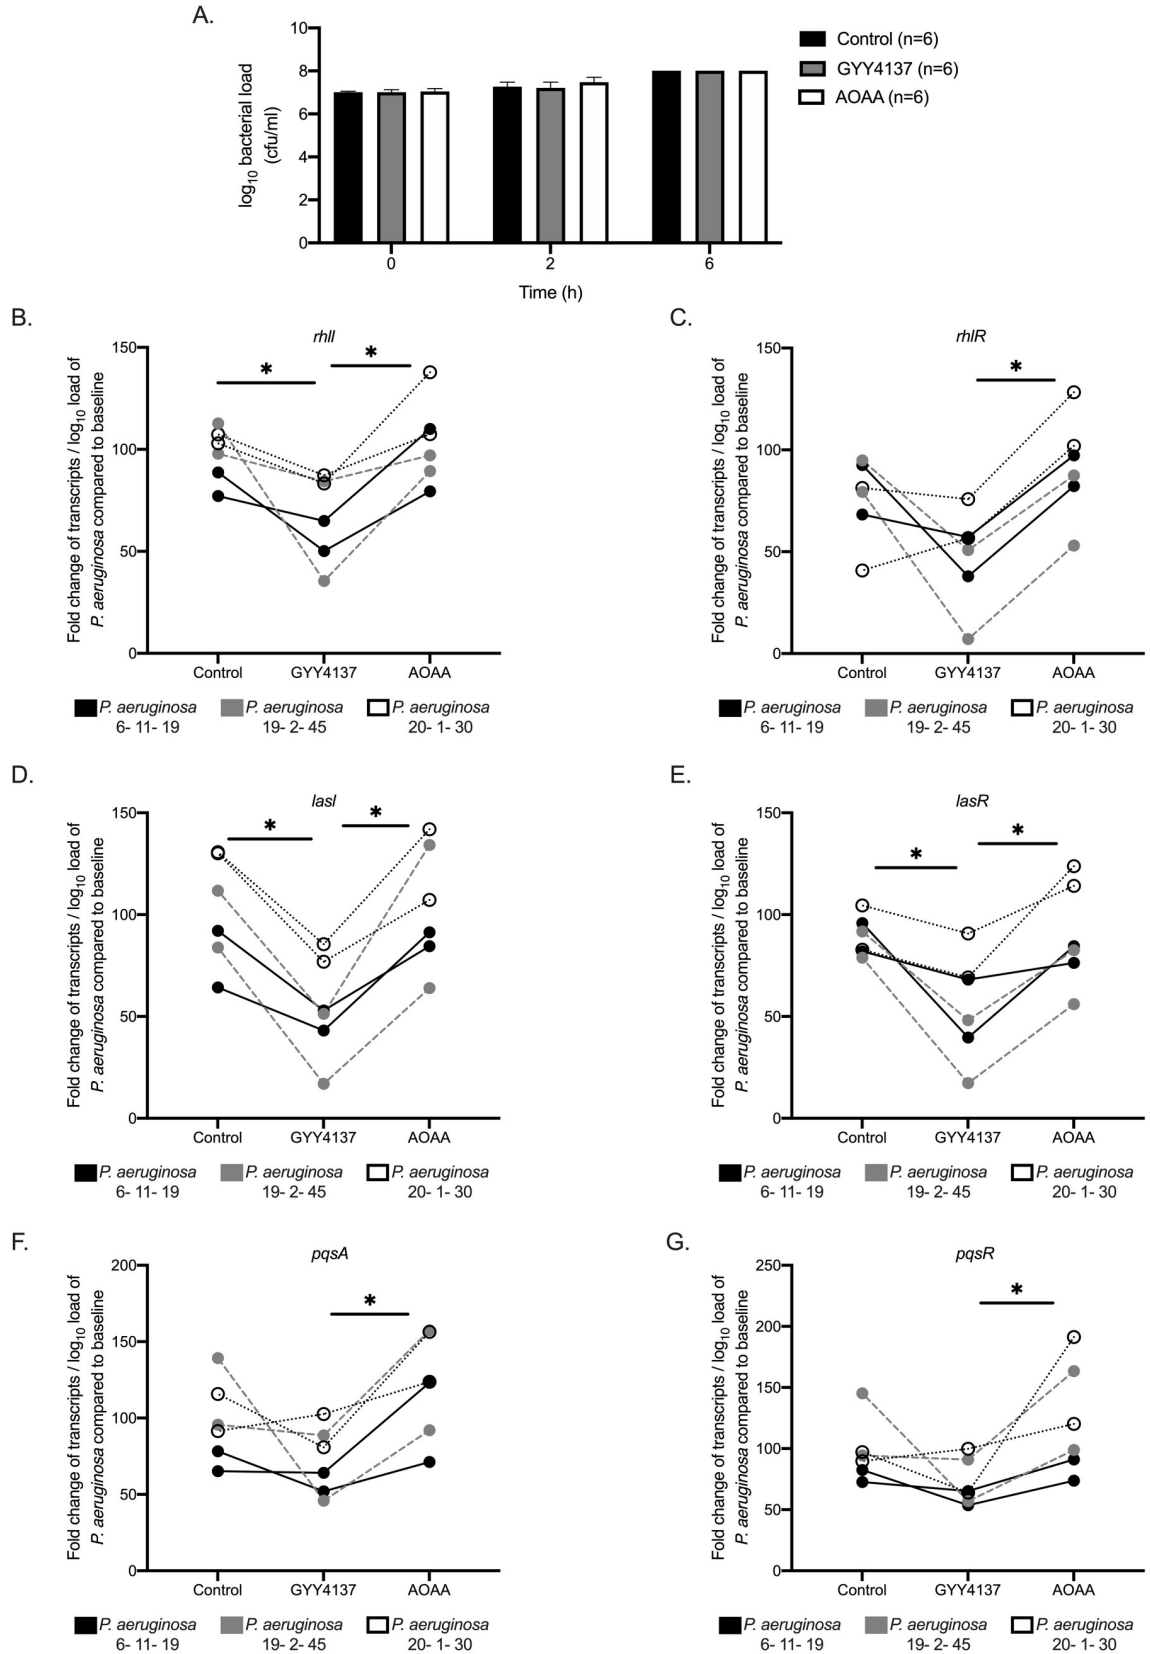 A.
10
8
6
4
2
0
log10 bacterial load
(cfu/ml)
0
2
6
Time (h)
Control (n=6)
GYY4137 (n=6)
AOAA (n=6)
B.
rhlI
150
100
50
0
Fold change of transcripts / log10 load of
P. aeruginosa compared to baseline
*
*
Control
GYY4137
AOAA
P. aeruginosa
6- 11- 19
P. aeruginosa
19- 2- 45
P. aeruginosa
20- 1- 30
C.
rhlR
150
100
50
0
Fold change of transcripts / log10 load of
P. aeruginosa compared to baseline
*
Control
GYY4137
AOAA
P. aeruginosa
6- 11- 19
P. aeruginosa
19- 2- 45
P. aeruginosa
20- 1- 30
D.
lasI
150
100
50
0
Fold change of transcripts / log10 load of
P. aeruginosa compared to baseline
*
*
Control
GYY4137
AOAA
P. aeruginosa
6- 11- 19
P. aeruginosa
19- 2- 45
P. aeruginosa
20- 1- 30
E.
lasR
150
100
50
0
Fold change of transcripts / log10 load of
P. aeruginosa compared to baseline
*
*
Control
GYY4137
AOAA
P. aeruginosa
6- 11- 19
P. aeruginosa
19- 2- 45
P. aeruginosa
20- 1- 30
F.
pqsA
200
150
100
50
0
Fold change of transcripts / log10 load of
P. aeruginosa compared to baseline
*
Control
GYY4137
AOAA
P. aeruginosa
6- 11- 19
P. aeruginosa
19- 2- 45
P. aeruginosa
20- 1- 30
G.
pqsR
250
200
150
100
50
0
Fold change of transcripts / log10 load of
P. aeruginosa compared to baseline
*
Control
GYY4137
AOAA
P. aeruginosa
6- 11- 19
P. aeruginosa
19- 2- 45
P. aeruginosa
20- 1- 30